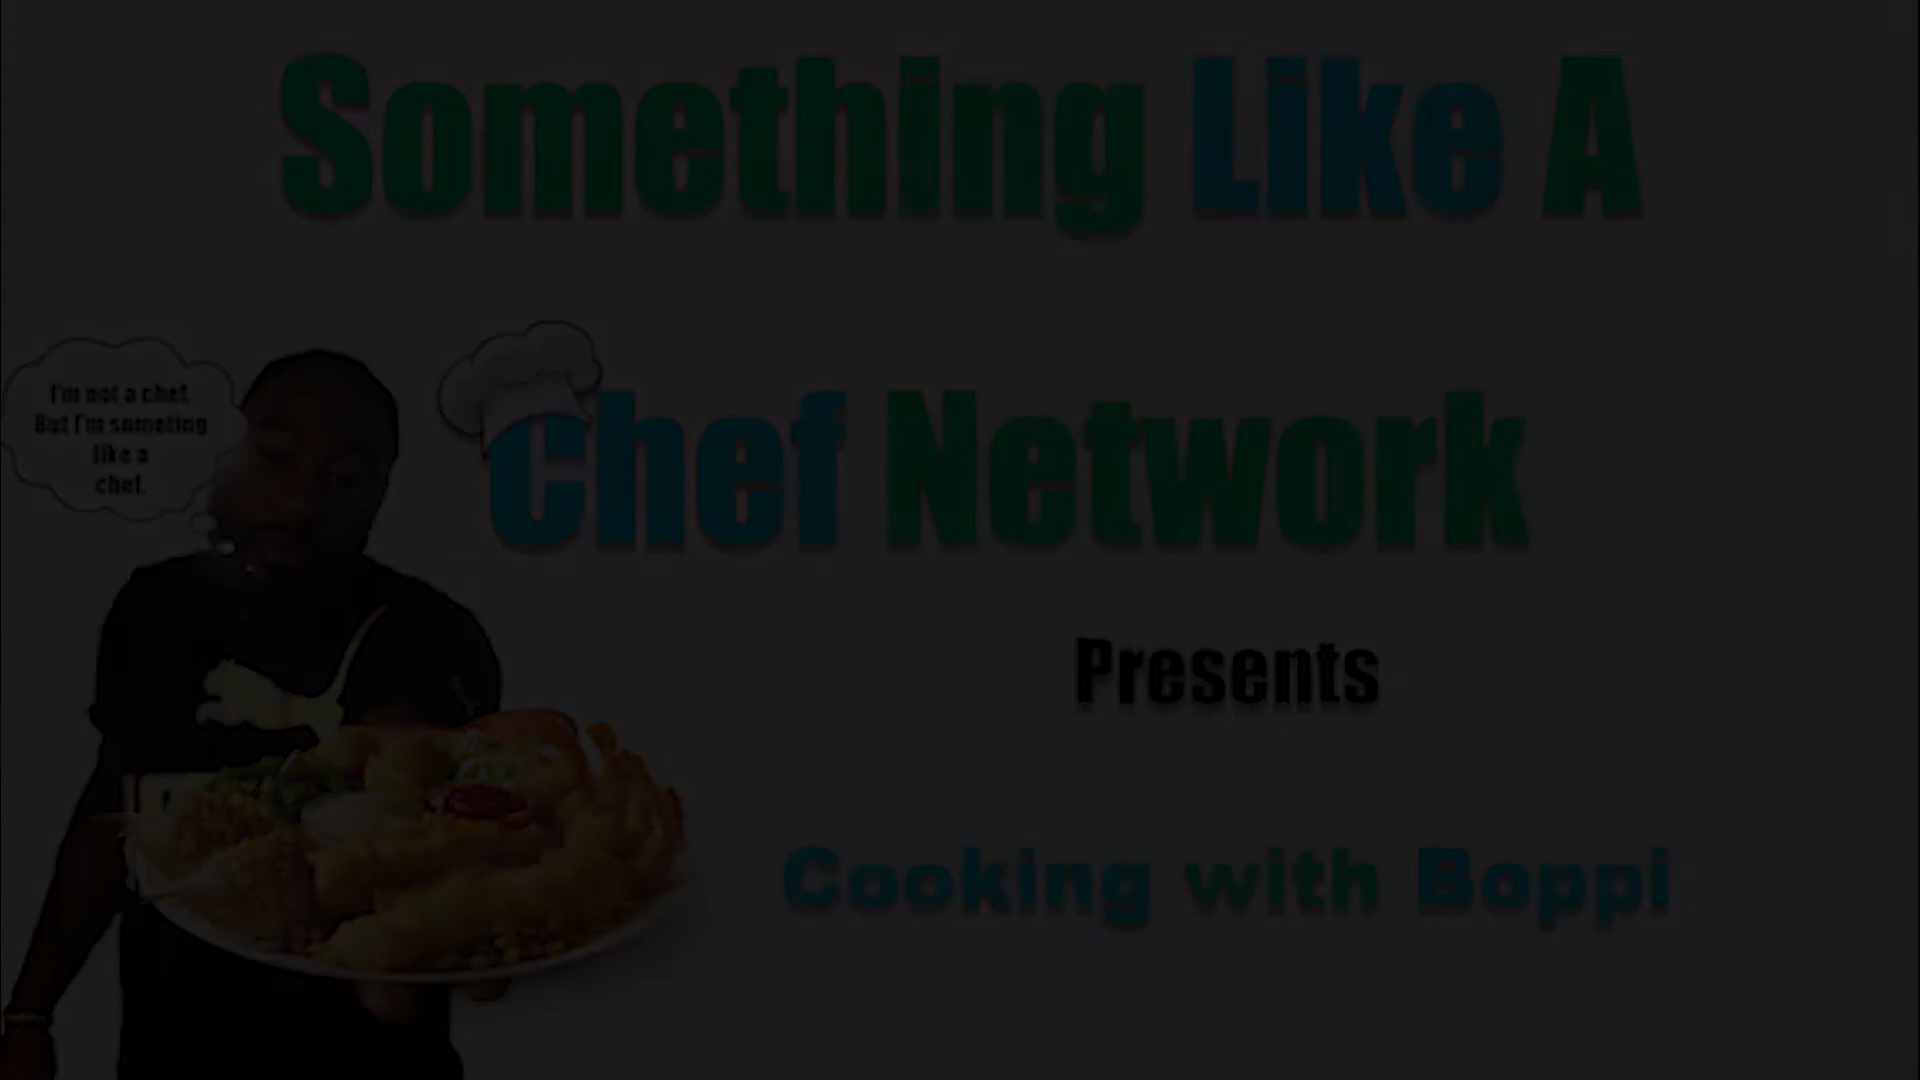 Something Like A
Chef Network
I'm not a chef.
But I'm someting
like a
chef.
Presents
Cooking with Boppi